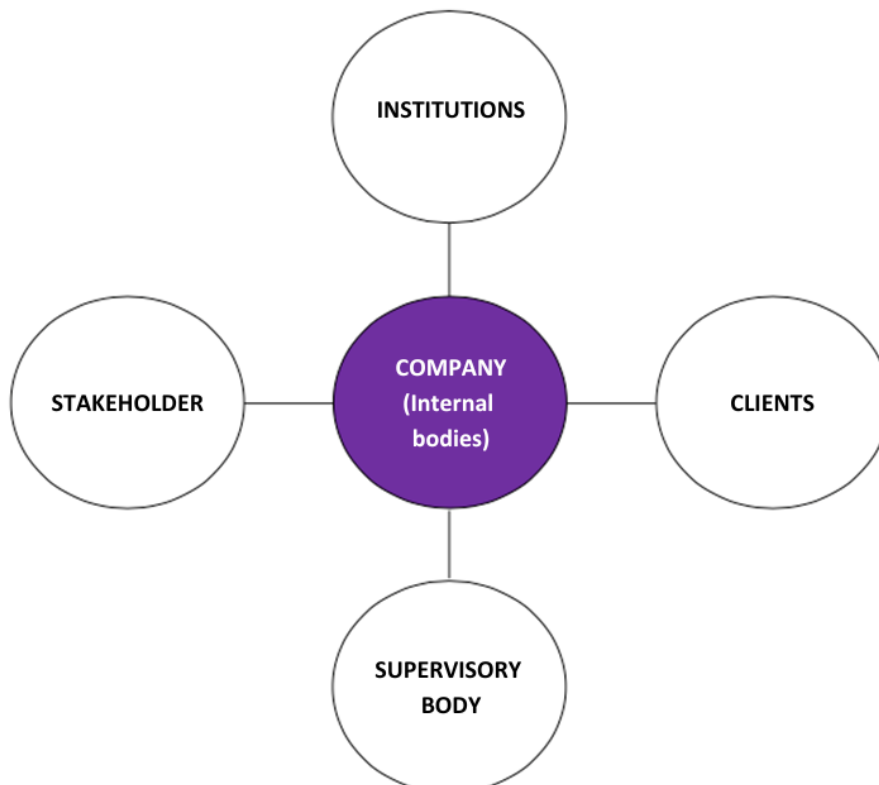 INSTITUTIONS
STAKEHOLDER
COMPANY
(Internal
bodies)
CLIENTS
SUPERVISORY
BODY